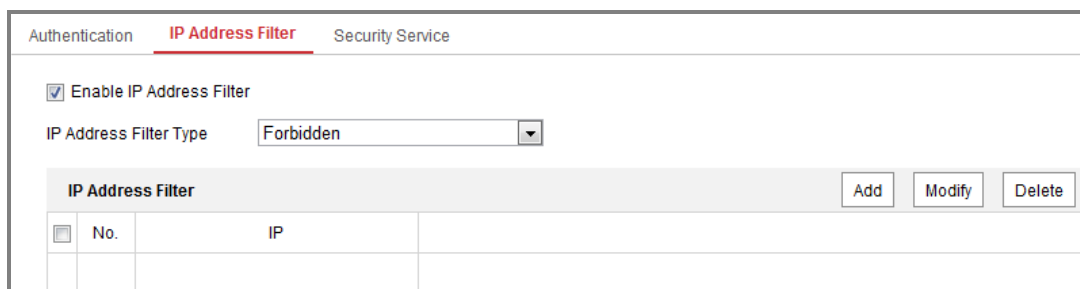 Authentication IP Address Filter Security Service
Enable IP Address Filter
IP Address Filter Type Forbidden
IP Address Filter Add Modify Delete
No. IP